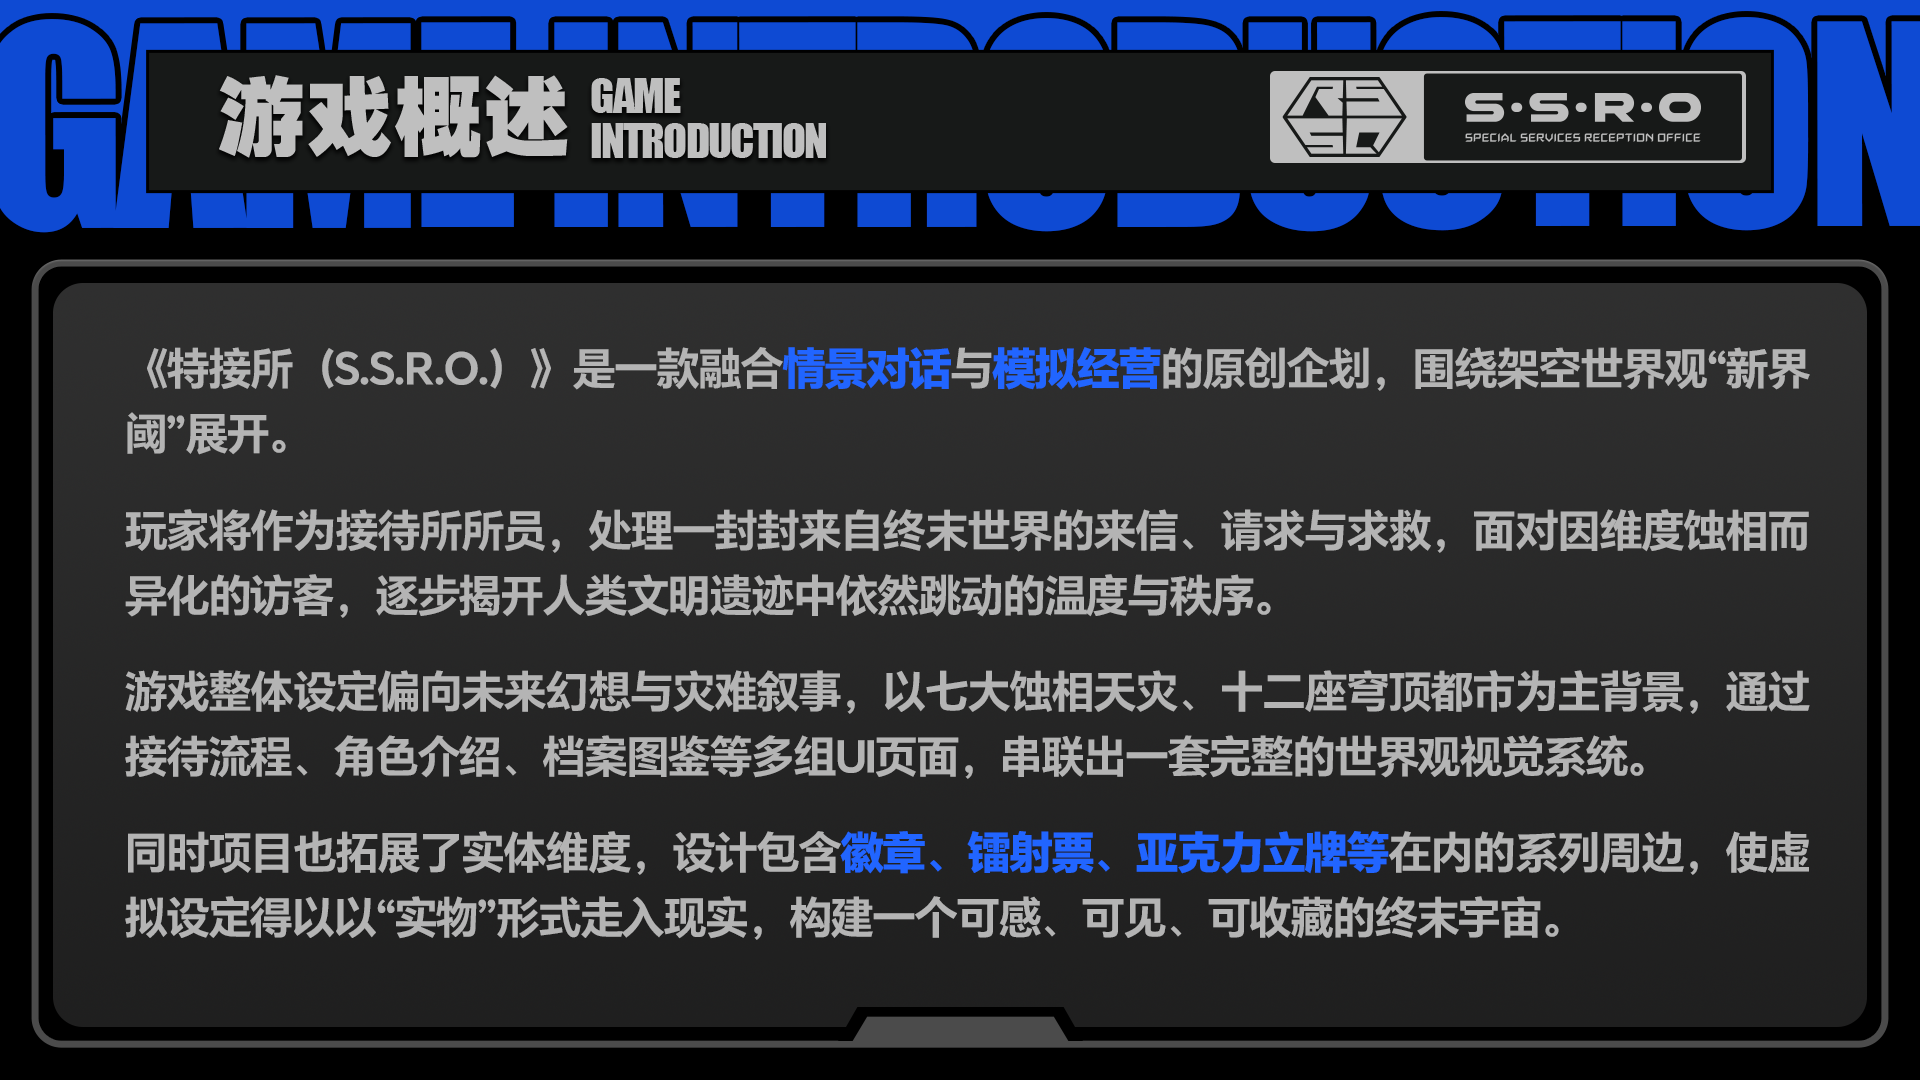 GAME INTRODUCTION
游戏概述
GAME
INTRODUCTION
RSSC
S·S·R·O
SPECIAL SERVICES RECEPTION OFFICE
《特接所（S.S.R.O.）》是一款融合情景对话与模拟经营的原创企划，围绕架空世界观“新界
阈”展开。
玩家将作为接待所所员，处理一封封来自终末世界的来信、请求与求救，面对因维度蚀相而
异化的访客，逐步揭开人类文明遗迹中依然跳动的温度与秩序。
游戏整体设定偏向未来幻想与灾难叙事，以七大蚀相天灾、十二座穹顶都市为主背景，通过
接待流程、角色介绍、档案图鉴等多组UI页面，串联出一套完整的世界观视觉系统。
同时项目也拓展了实体维度，设计包含徽章、镭射票、亚克力立牌等在内的系列周边，使虚
拟设定得以以“实物”形式走入现实，构建一个可感、可见、可收藏的终末宇宙。